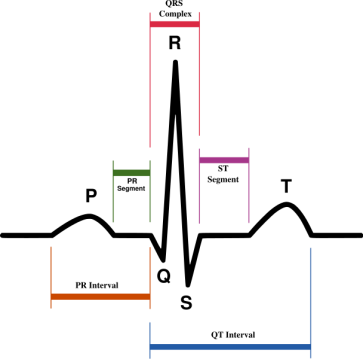 QRS
Complex
R
PR
Segment
ST
Segment
P
T
Q
PR Interval
S
QT Interval